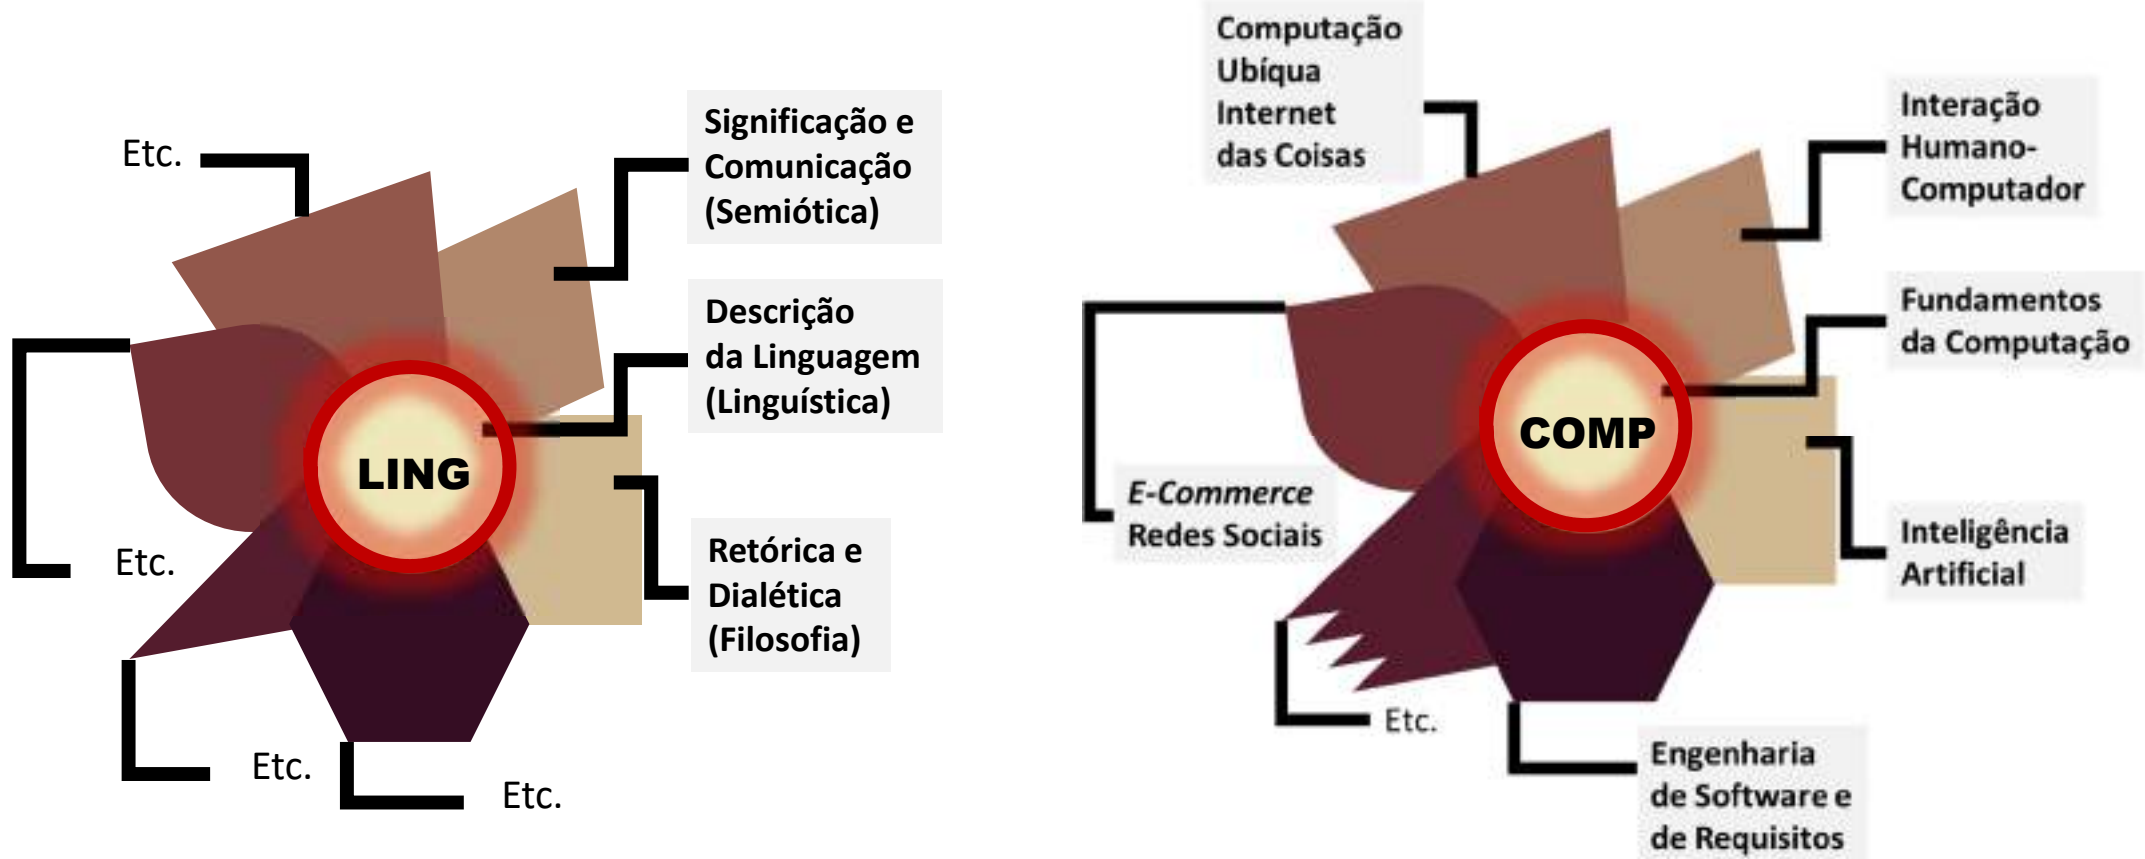 Etc.
Significação e
Comunicação
(Semiótica)
Descrição
da Linguagem
(Linguística)
LING
Retórica e
Dialética
(Filosofia)
Etc.
Etc.
Etc.
Computação
Ubíqua
Internet
das Coisas
Interação
Humano-
Computador
Fundamentos
da Computação
COMP
E-Commerce
Redes Sociais
Inteligência
Artificial
Etc.
Engenharia
de Software e
de Requisitos